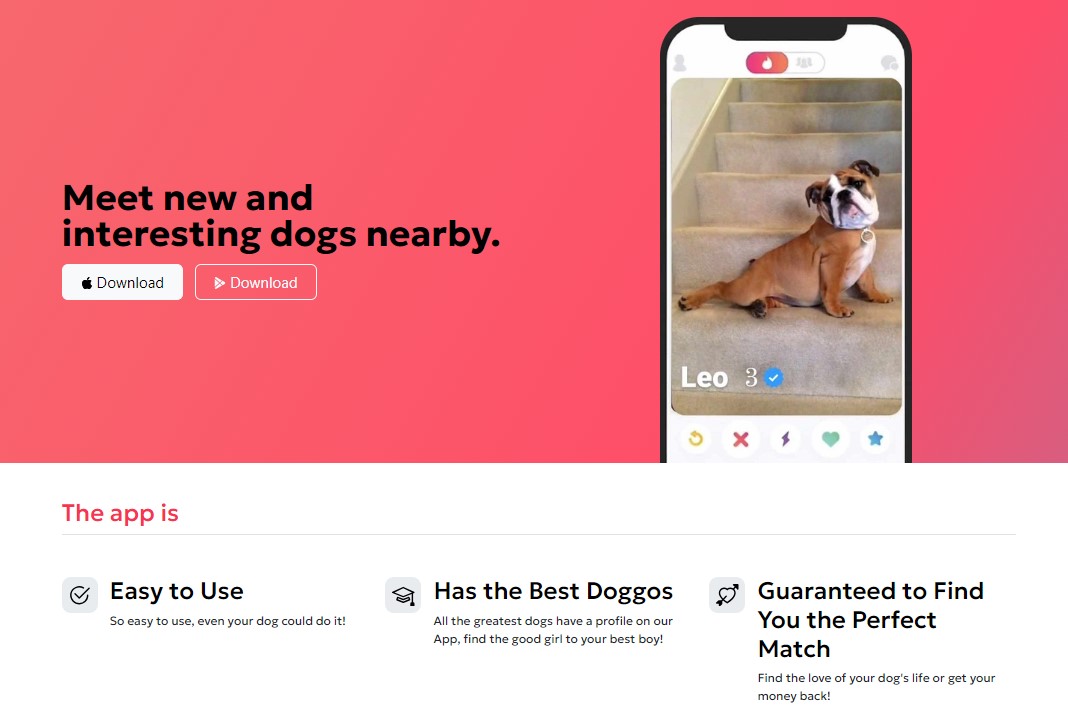 Meet new and
interesting dogs nearby.
Download
Download
Leo 3
The app is
Easy to Use
So easy to use, even your dog could do it!
Has the Best Doggos
All the greatest dogs have a profile on our
App, find the good girl to your best boy!
Guaranteed to Find
You the Perfect
Match
Find the love of your dog's life or get your
money back!